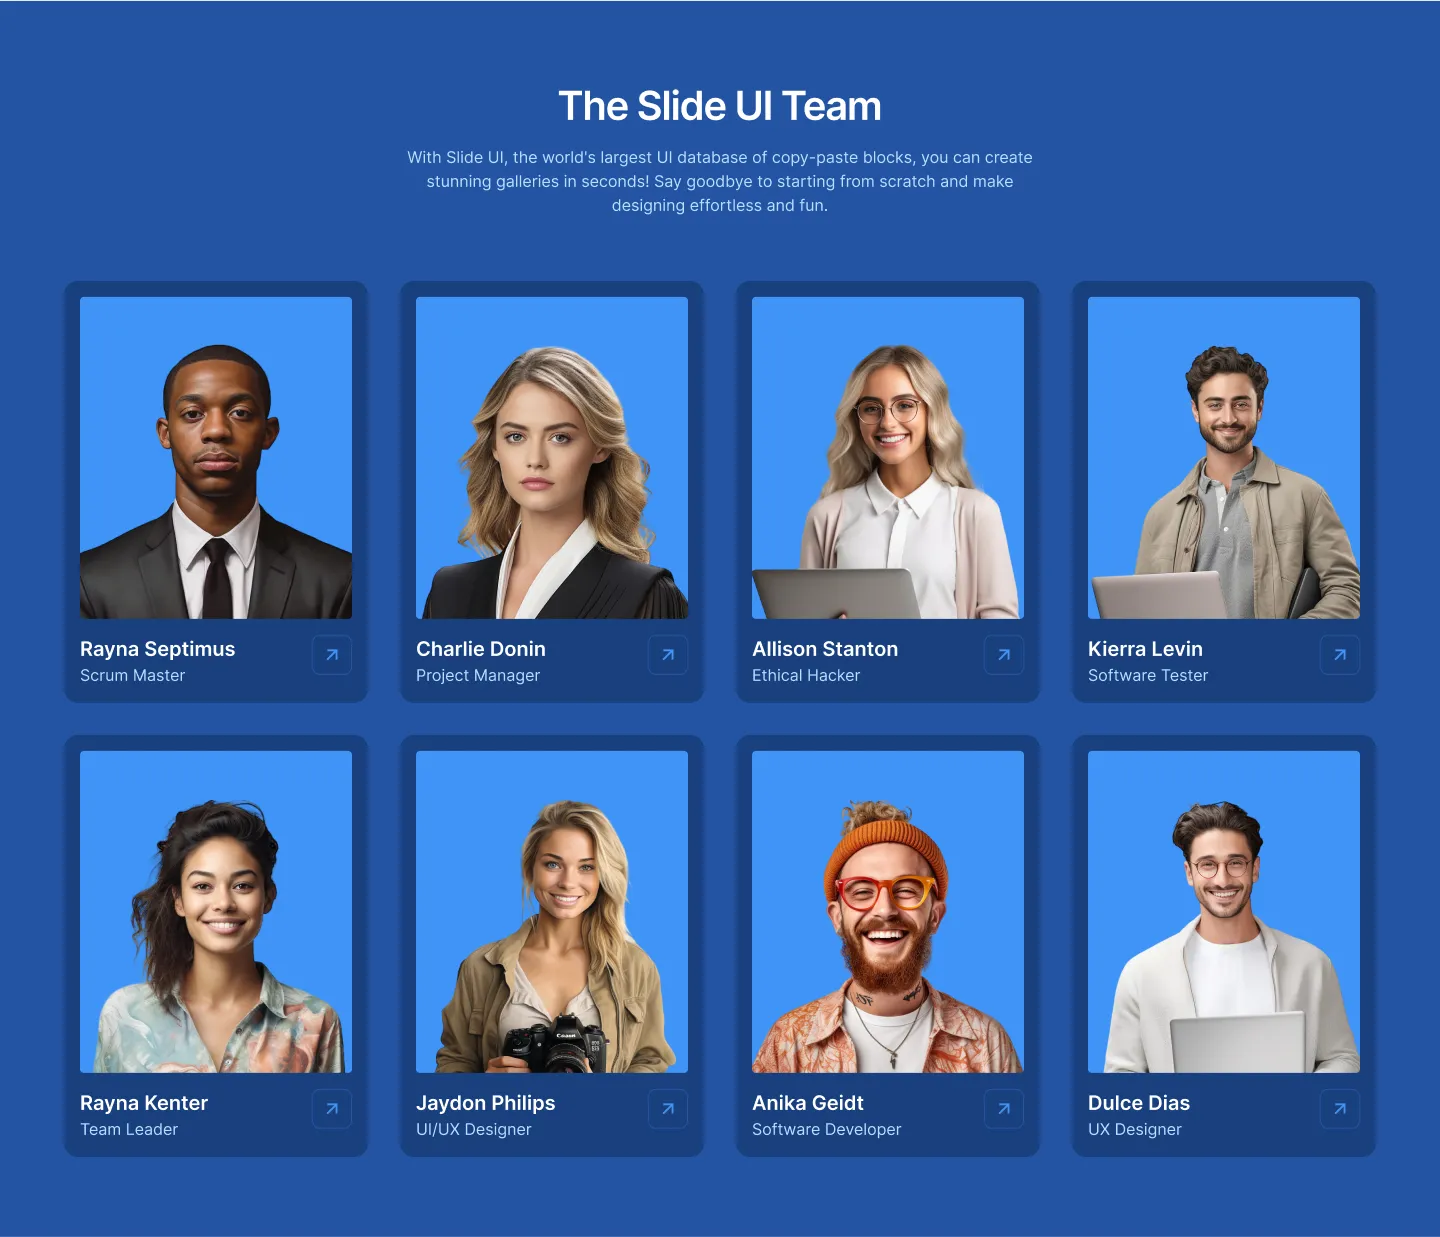 The Slide UI Team
With Slide UI, the world's largest UI database of copy-paste blocks, you can create
stunning galleries in seconds! Say goodbye to starting from scratch and make
designing effortless and fun.
Rayna Septimus
Scrum Master
Charlie Donin
Project Manager
Allison Stanton
Ethical Hacker
Kierra Levin
Software Tester
Canon
Rayna Kenter
Team Leader
Jaydon Philips
UI/UX Designer
Anika Geidt
Software Developer
Dulce Dias
UX Designer